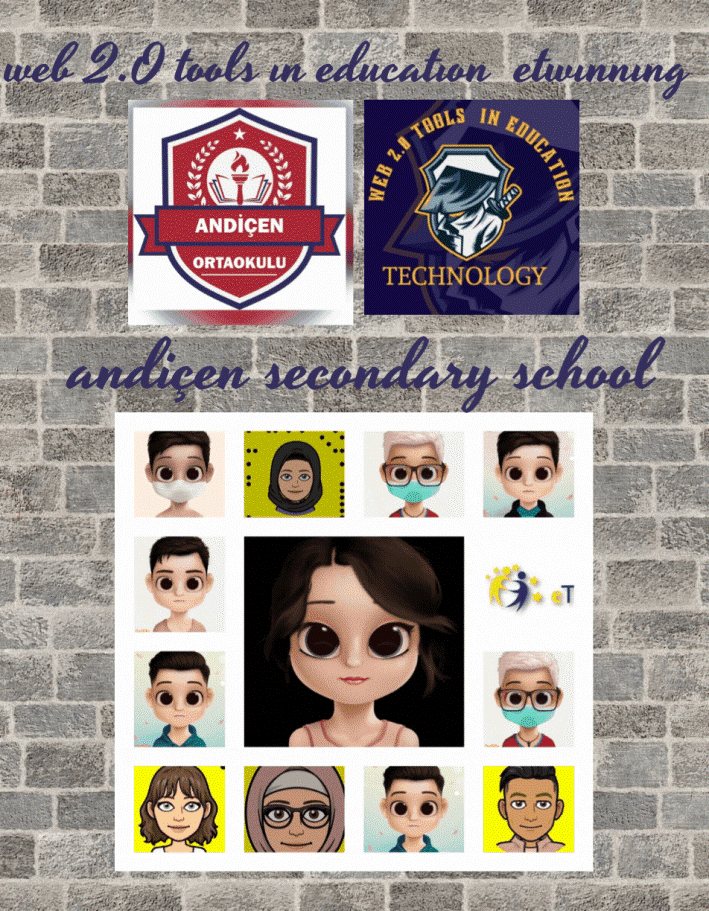 web 2.0 tools in education etwinning
ANDİÇEN
ORTAOKULU
WEB 2.0 TOOLS IN EDUCATION
TECHNOLOGY
andiçen secondary school
eT